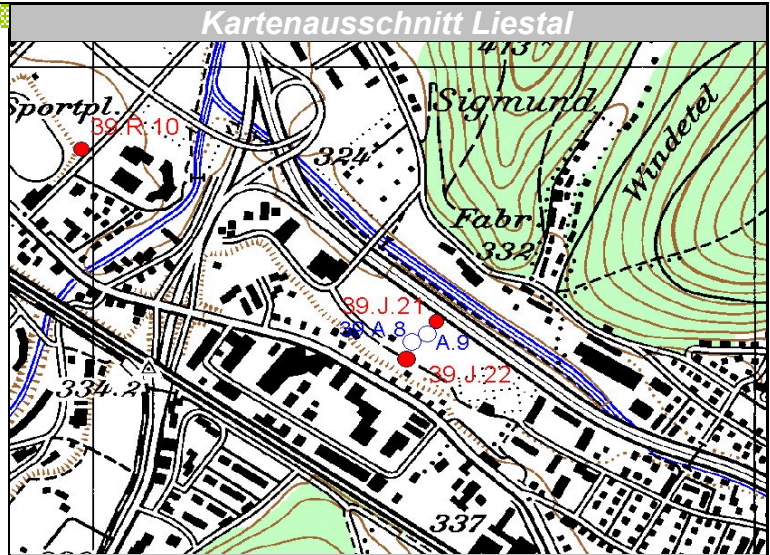 Kartenausschnitt Liestal
473
Sportpl.
39.R.10
Sigmund
Windetel
324
Fabr.
332
39.J.21
39.A.8
A.9
39.J.22
334.2
337